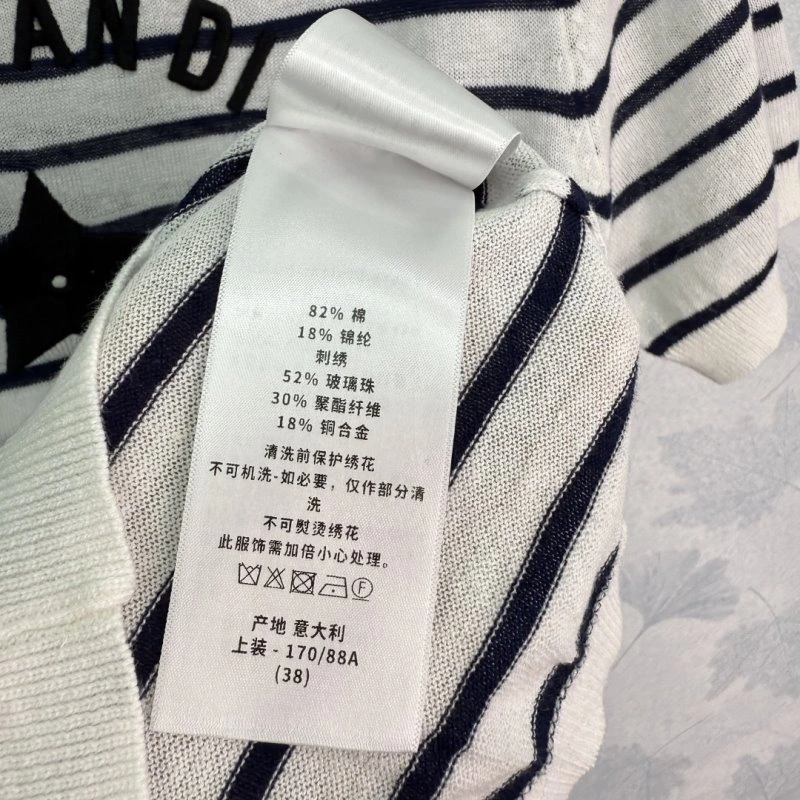 ANDI
82% 棉
18% 锦纶
刺绣
52% 玻璃珠
30% 聚酯纤维
18% 铜合金
清洗前保护绣花
不可机洗-如必要，仅作部分清
洗
不可熨烫绣花
此服饰需加倍小心处理。
F
产地 意大利
上装 - 170/88A
(38)